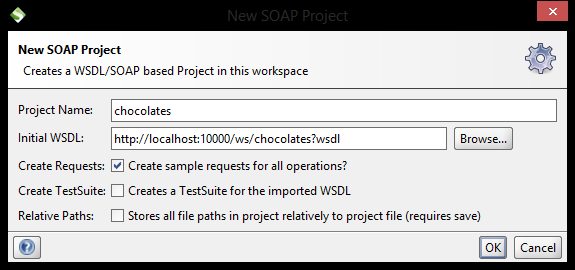 New SOAP Project
New SOAP Project
Creates a WSDL/SOAP based Project in this workspace
Project Name: chocolates
Initial WSDL: http://localhost:10000/ws/chocolates?wsdl Browse...
Create Requests: Create sample requests for all operations?
Create TestSuite: Creates a TestSuite for the imported WSDL
Relative Paths: Stores all file paths in project relatively to project file (requires save)
? OK Cancel